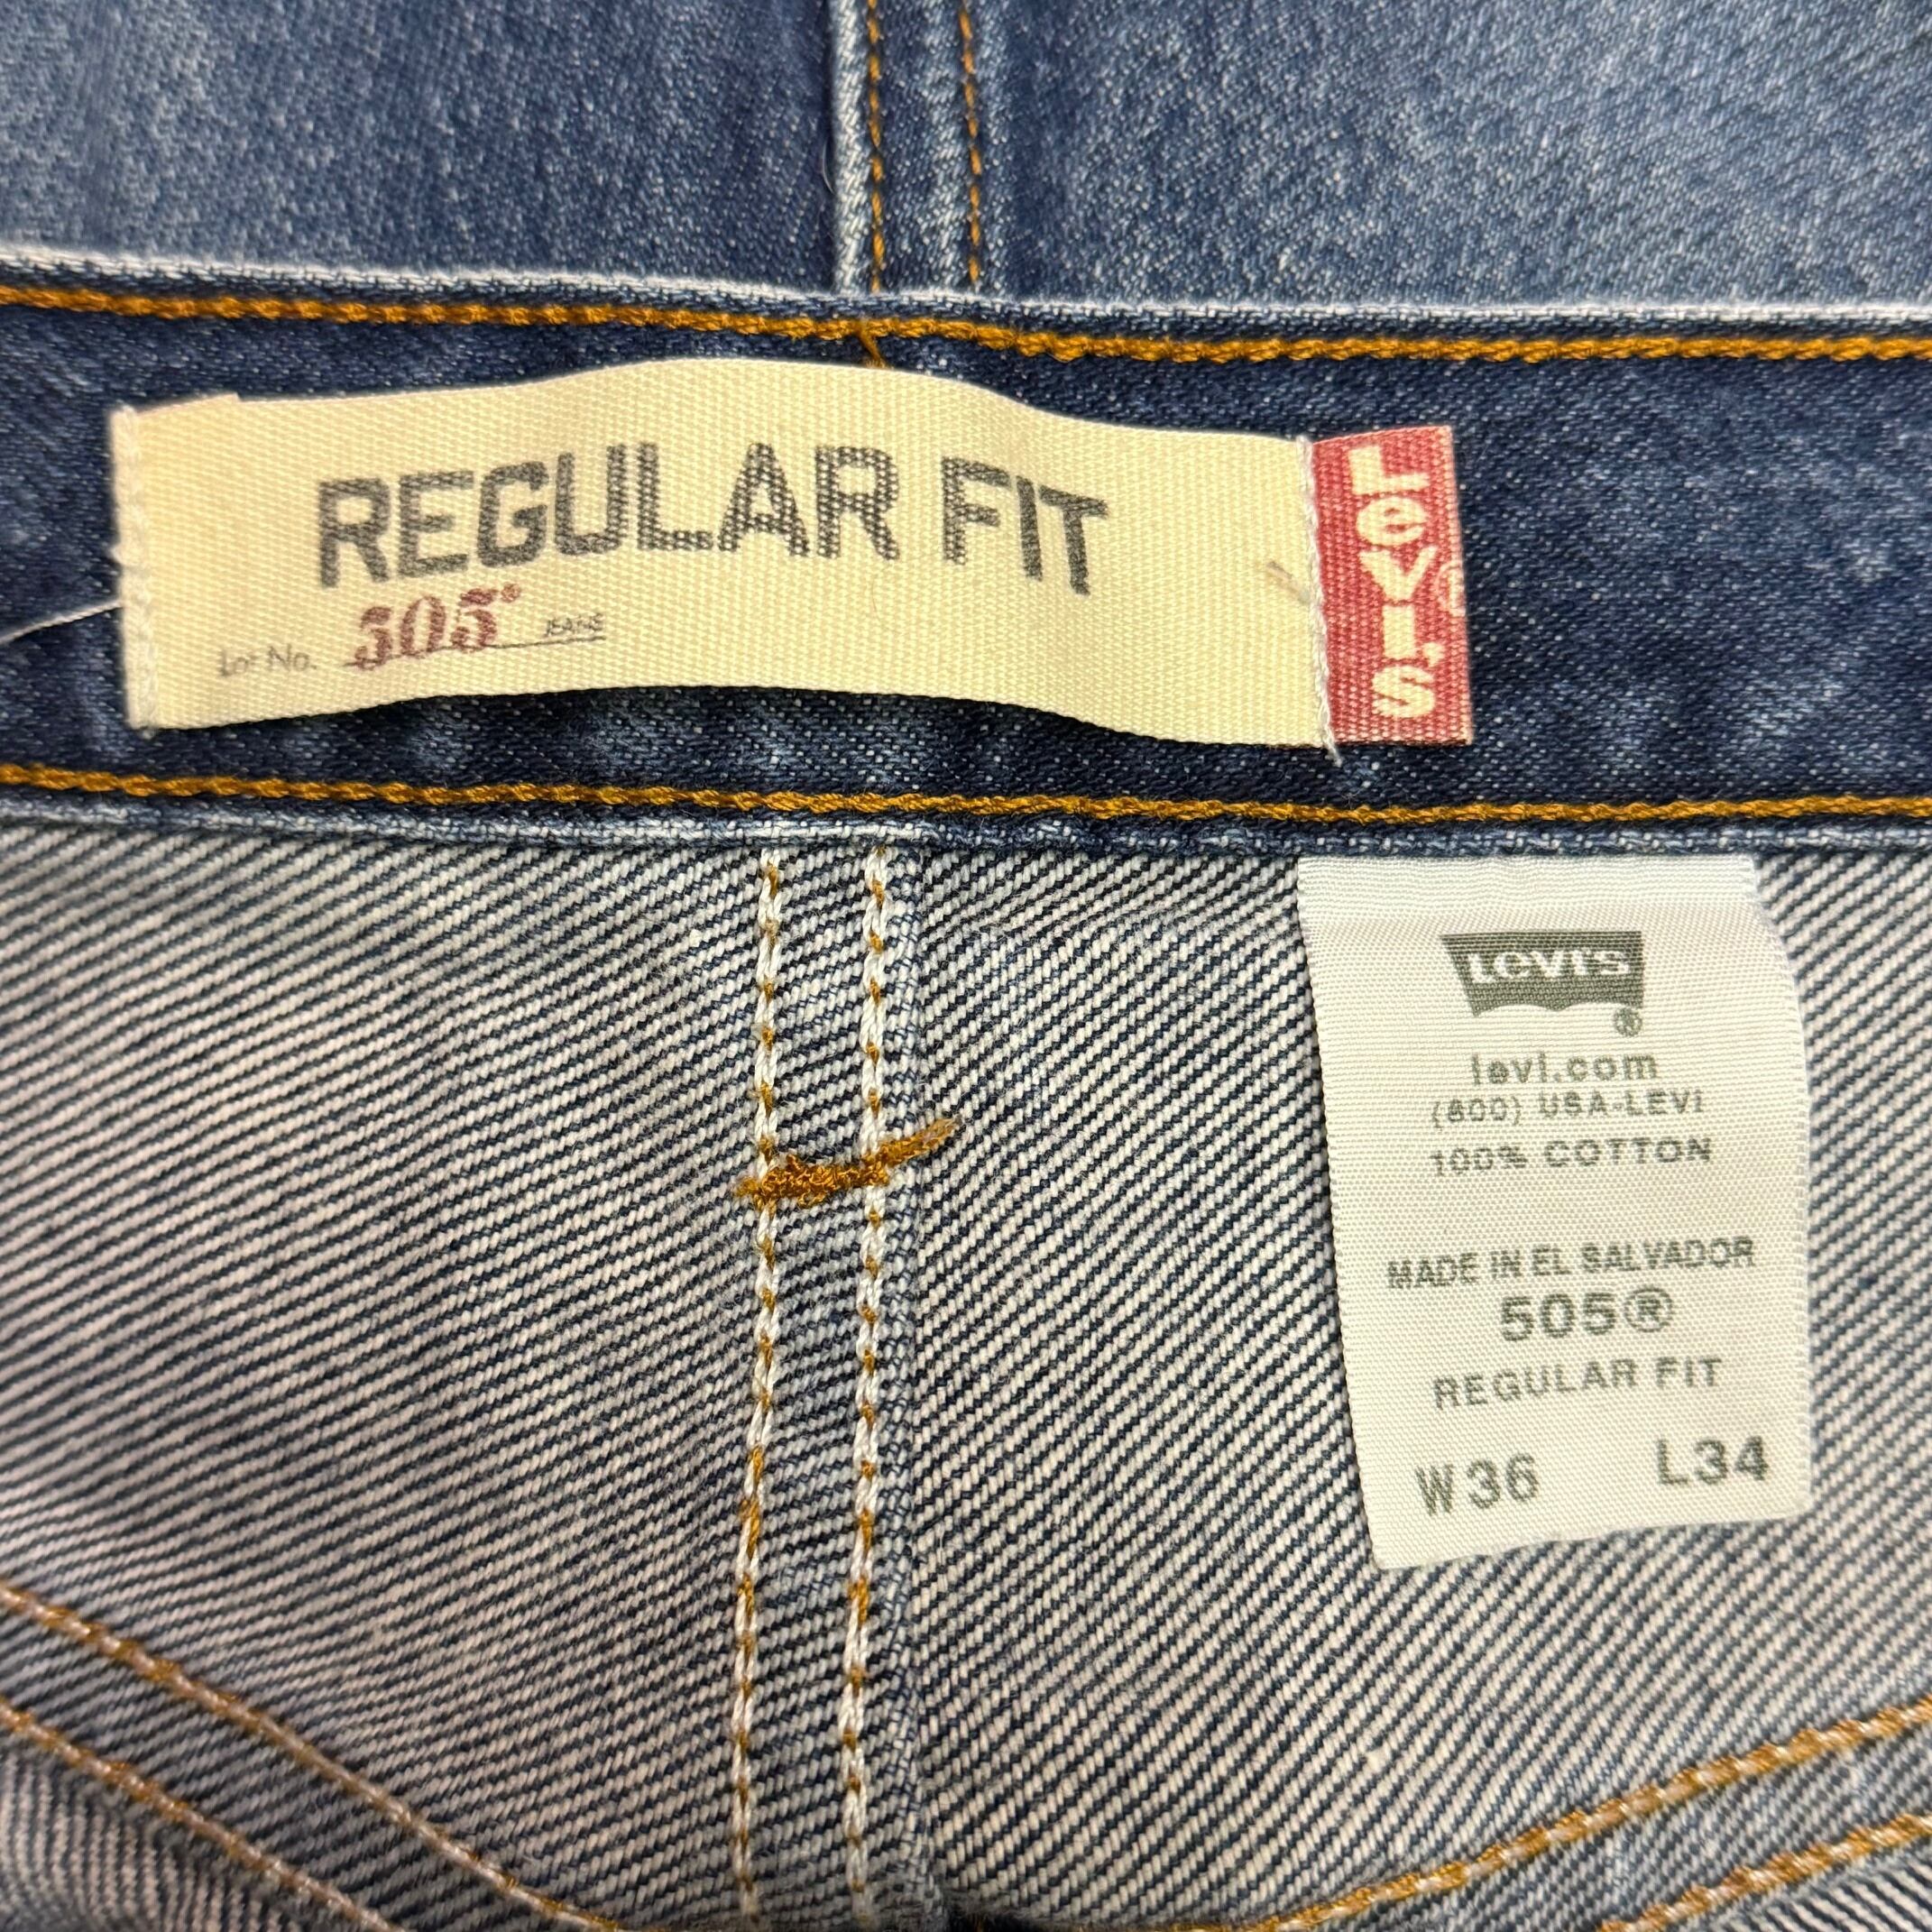 REGULAR FIT
Lot No. 505® JEANS
Levi's®
Levi's®
levi.com
(800) USA-LEVI
100% COTTON
MADE IN EL SALVADOR
505®
REGULAR FIT
W36 L34